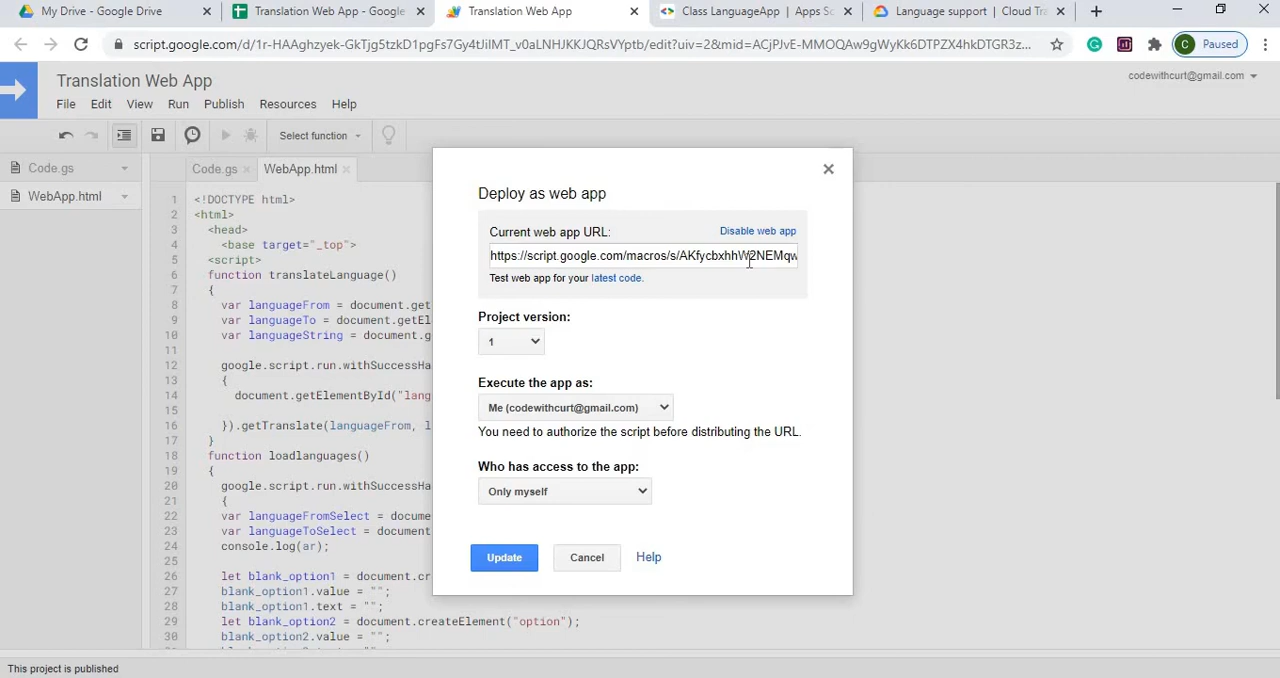 My Drive - Google Drive
Translation Web App - Google
Translation Web App
Class LanguageApp | Apps Sc
Language support | Cloud Tra
script.google.com/d/1r-HAAghzyek-GkTjg5tzkD1pgFs7Gy4tlIMT_v0aLNHJKKJQRsVYptb/edit?uiv=2&mid=ACjPJvE-MMOQAw9gWyKk6DTPZX4hkDTGR3z...
C Paused
Translation Web App
codewithcurt@gmail.com
File Edit View Run Publish Resources Help
Select function
Code.gs
WebApp.html
Code.gs WebApp.html
1 <!DOCTYPE html>
2 <html>
3 <head>
4 <base target="_top">
5 <script>
6 function translateLanguage()
7 {
8 var languageFrom = document.get
9 var languageTo = document.getEl
10 var languageString = document.g
11
12 google.script.run.withSuccessHa
13 {
14 document.getElementById("lang
15
16 }).getTranslate(languageFrom, l
17 }
18 function loadlanguages()
19 {
20 google.script.run.withSuccessHa
21 {
22 var languageFromSelect = docume
23 var languageToSelect = document
24 console.log(ar);
25
26 let blank_option1 = document.cr
27 blank_option1.value = "";
28 blank_option1.text = "";
29 let blank_option2 = document.createElement("option");
30 blank_option2.value = "";
Deploy as web app
Current web app URL:
Disable web app
https://script.google.com/macros/s/AKfycbxhhW2NEMqw
Test web app for your latest code.
Project version:
1
Execute the app as:
Me (codewithcurt@gmail.com)
You need to authorize the script before distributing the URL.
Who has access to the app:
Only myself
Update Cancel Help
This project is published